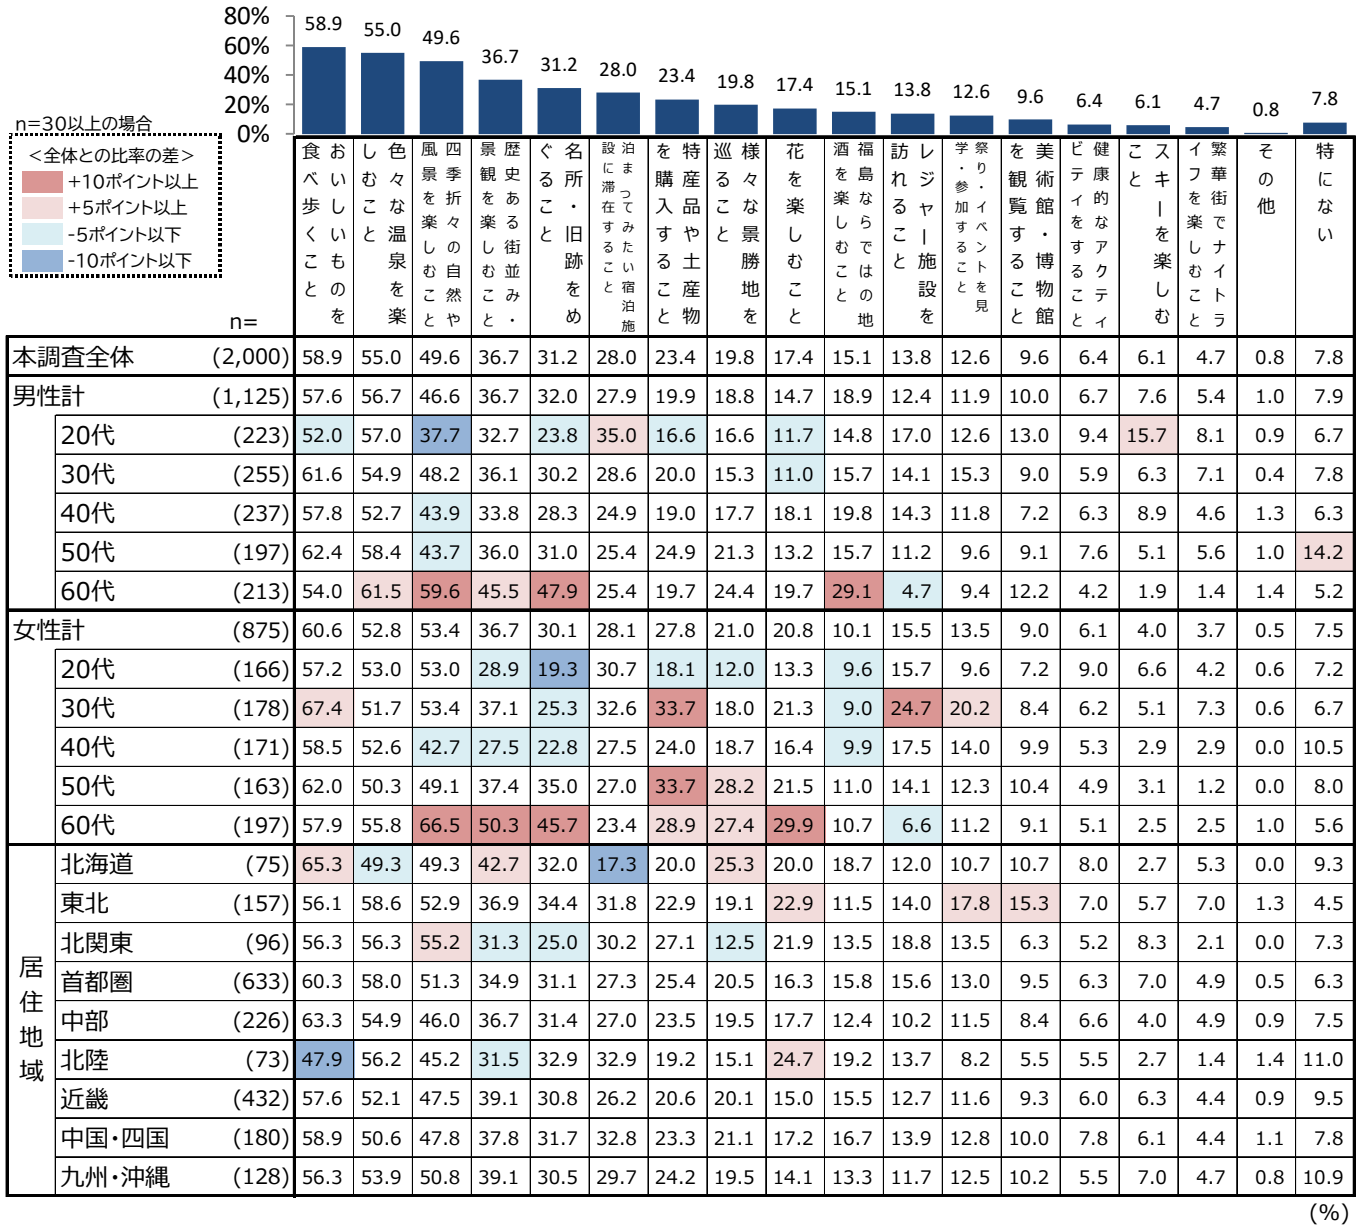 80%
60%
40%
20%
0%
58.9 55.0 49.6 36.7 31.2 28.0 23.4 19.8 17.4 15.1 13.8 12.6 9.6 6.4 6.1 4.7 0.8 7.8
n=30以上の場合
<全体との比率の差>
+10ポイント以上
+5ポイント以上
-5ポイント以下
-10ポイント以下
n=
おいしいものを
食べ歩くこと
色々な温泉を楽
しむこと
四季折々の自然や
風景を楽しむこと
歴史ある街並み・
景観を楽しむこと
名所・旧跡をめ
ぐること
泊まってみたい宿泊施
設に滞在すること
特産品や土産物
を購入すること
様々な景勝地を
巡ること
花を楽しむこと
福島ならではの地
酒を楽しむこと
レジャー施設を
訪れること
祭り・イベントを見
学・参加すること
美術館・博物館
を観覧すること
健康的なアクティ
ビティをすること
スキーを楽しむ
こと
繁華街でナイトラ
イフを楽しむこと
その他
特にない
本調査全体 (2,000) 58.9 55.0 49.6 36.7 31.2 28.0 23.4 19.8 17.4 15.1 13.8 12.6 9.6 6.4 6.1 4.7 0.8 7.8
男性計 (1,125) 57.6 56.7 46.6 36.7 32.0 27.9 19.9 18.8 14.7 18.9 12.4 11.9 10.0 6.7 7.6 5.4 1.0 7.9
20代 (223) 52.0 57.0 37.7 32.7 23.8 35.0 16.6 16.6 11.7 14.8 17.0 12.6 13.0 9.4 15.7 8.1 0.9 6.7
30代 (255) 61.6 54.9 48.2 36.1 30.2 28.6 20.0 15.3 11.0 15.7 14.1 15.3 9.0 5.9 6.3 7.1 0.4 7.8
40代 (237) 57.8 52.7 43.9 33.8 28.3 24.9 19.0 17.7 18.1 19.8 14.3 11.8 7.2 6.3 8.9 4.6 1.3 6.3
50代 (197) 62.4 58.4 43.7 36.0 31.0 25.4 24.9 21.3 13.2 15.7 11.2 9.6 9.1 7.6 5.1 5.6 1.0 14.2
60代 (213) 54.0 61.5 59.6 45.5 47.9 25.4 19.7 24.4 19.7 29.1 4.7 9.4 12.2 4.2 1.9 1.4 1.4 5.2
女性計 (875) 60.6 52.8 53.4 36.7 30.1 28.1 27.8 21.0 20.8 10.1 15.5 13.5 9.0 6.1 4.0 3.7 0.5 7.5
20代 (166) 57.2 53.0 53.0 28.9 19.3 30.7 18.1 12.0 13.3 9.6 15.7 9.6 7.2 9.0 6.6 4.2 0.6 7.2
30代 (178) 67.4 51.7 53.4 37.1 25.3 32.6 33.7 18.0 21.3 9.0 24.7 20.2 8.4 6.2 5.1 7.3 0.6 6.7
40代 (171) 58.5 52.6 42.7 27.5 22.8 27.5 24.0 18.7 16.4 9.9 17.5 14.0 9.9 5.3 2.9 2.9 0.0 10.5
50代 (163) 62.0 50.3 49.1 37.4 35.0 27.0 33.7 28.2 21.5 11.0 14.1 12.3 10.4 4.9 3.1 1.2 0.0 8.0
60代 (197) 57.9 55.8 66.5 50.3 45.7 23.4 28.9 27.4 29.9 10.7 6.6 11.2 9.1 5.1 2.5 2.5 1.0 5.6
居住地域
北海道 (75) 65.3 49.3 49.3 42.7 32.0 17.3 20.0 25.3 20.0 18.7 12.0 10.7 10.7 8.0 2.7 5.3 0.0 9.3
東北 (157) 56.1 58.6 52.9 36.9 34.4 31.8 22.9 19.1 22.9 11.5 14.0 17.8 15.3 7.0 5.7 7.0 1.3 4.5
北関東 (96) 56.3 56.3 55.2 31.3 25.0 30.2 27.1 12.5 21.9 13.5 18.8 13.5 6.3 5.2 8.3 2.1 0.0 7.3
首都圏 (633) 60.3 58.0 51.3 34.9 31.1 27.3 25.4 20.5 16.3 15.8 15.6 13.0 9.5 6.3 7.0 4.9 0.5 6.3
中部 (226) 63.3 54.9 46.0 36.7 31.4 27.0 23.5 19.5 17.7 12.4 10.2 11.5 8.4 6.6 4.0 4.9 0.9 7.5
北陸 (73) 47.9 56.2 45.2 31.5 32.9 32.9 19.2 15.1 24.7 19.2 13.7 8.2 5.5 5.5 2.7 1.4 1.4 11.0
近畿 (432) 57.6 52.1 47.5 39.1 30.8 26.2 20.6 20.1 15.0 15.5 12.7 11.6 9.3 6.0 6.3 4.4 0.9 9.5
中国・四国 (180) 58.9 50.6 47.8 37.8 31.7 32.8 23.3 21.1 17.2 16.7 13.9 12.8 10.0 7.8 6.1 4.4 1.1 7.8
九州・沖縄 (128) 56.3 53.9 50.8 39.1 30.5 29.7 24.2 19.5 14.1 13.3 11.7 12.5 10.2 5.5 7.0 4.7 0.8 10.9
(%)